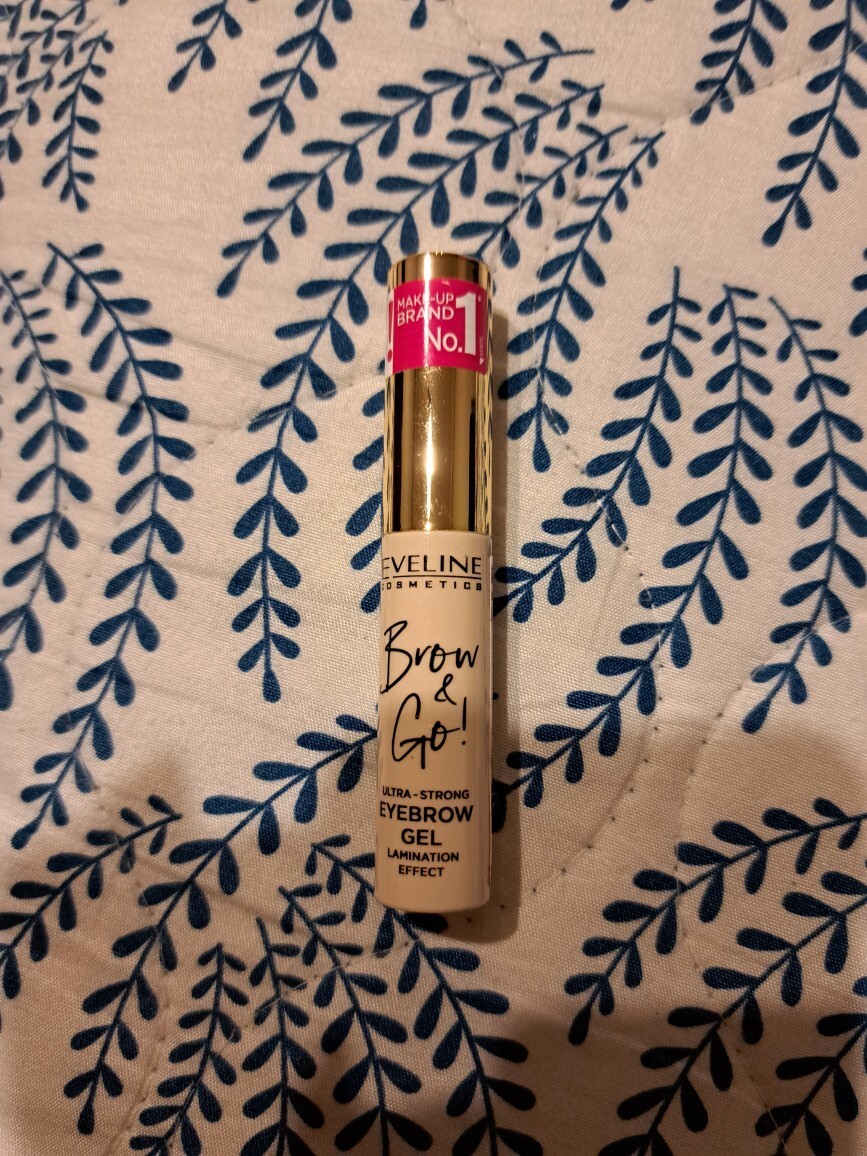 MAKE-UP
BRAND
No.1*
EVELINE
COSMETICS
Brow
&
Go!
ULTRA-STRONG
EYEBROW
GEL
LAMINATION
EFFECT